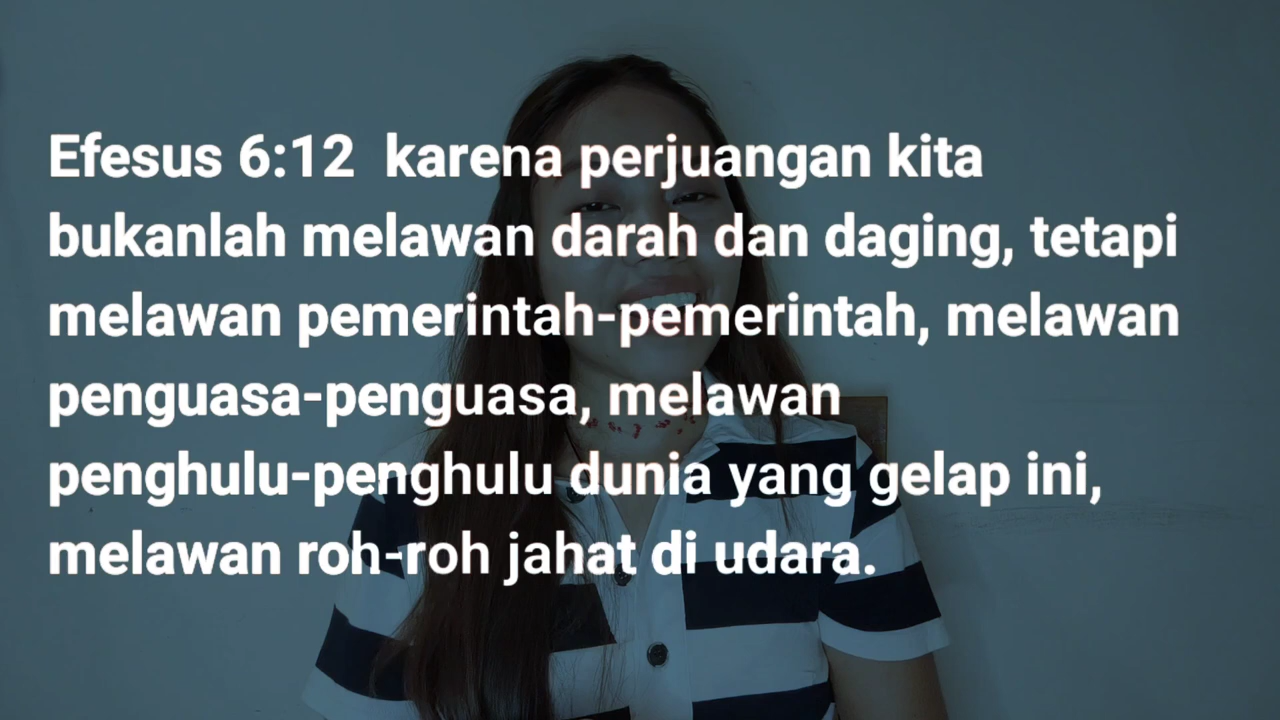 Efesus 6:12  karena perjuangan kita
bukanlah melawan darah dan daging, tetapi
melawan pemerintah-pemerintah, melawan
penguasa-penguasa, melawan
penghulu-penghulu dunia yang gelap ini,
melawan roh-roh jahat di udara.